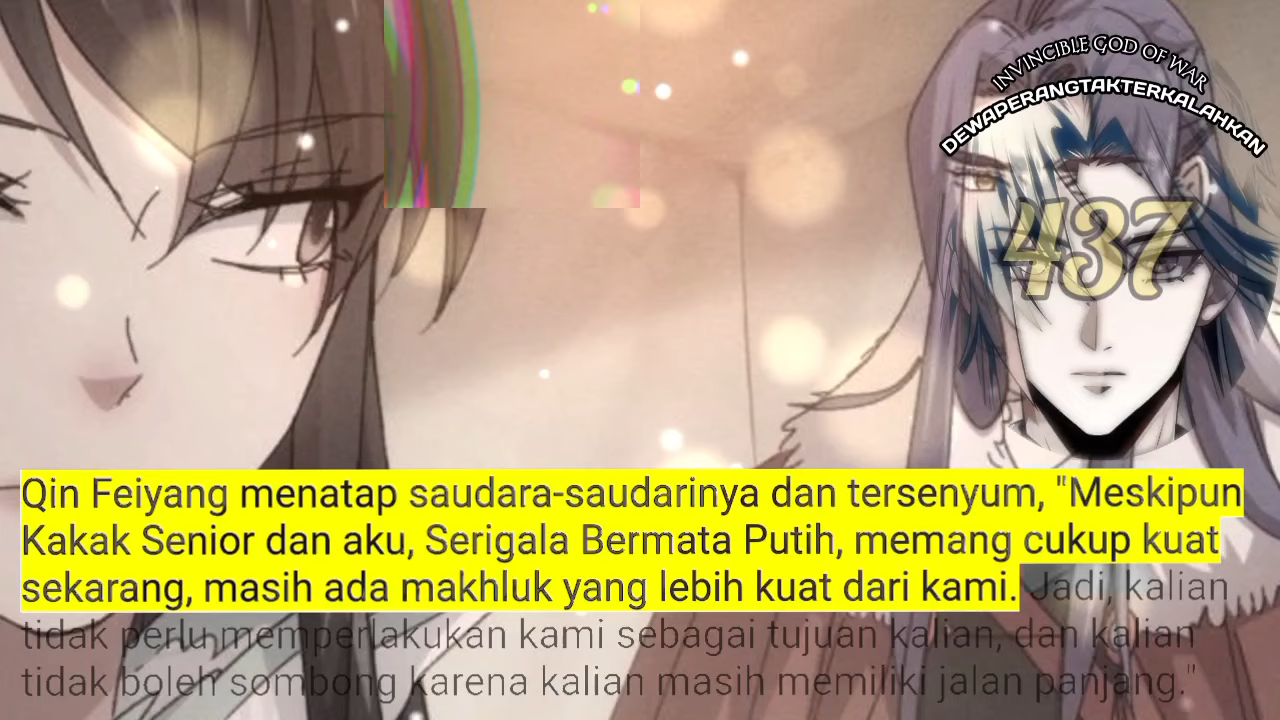 INVINCIBLE GOD OF WAR
DEWAPERANGTAKTERKALAHKAN
437
Qin Feiyang menatap saudara-saudarinya dan tersenyum, "Meskipun
Kakak Senior dan aku, Serigala Bermata Putih, memang cukup kuat
sekarang, masih ada makhluk yang lebih kuat dari kami. Jadi, kalian
tidak perlu memperlakukan kami sebagai tujuan kalian, dan kalian
tidak boleh sombong karena kalian masih memiliki jalan panjang."